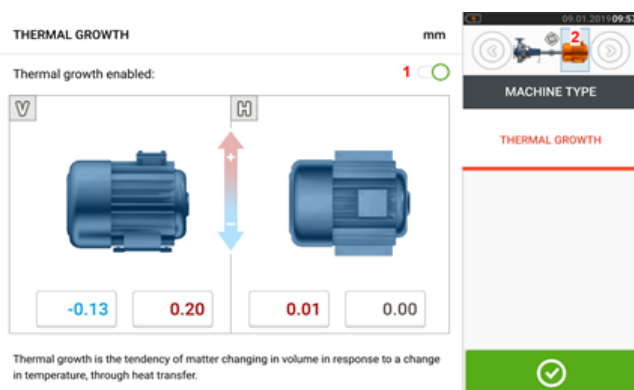 09.01.2019 09:57
THERMAL GROWTH mm
Thermal growth enabled: 1
2
MACHINE TYPE
THERMAL GROWTH
V H
+
−
-0.13 0.20 0.01 0.00
Thermal growth is the tendency of matter changing in volume in response to a change
in temperature, through heat transfer.